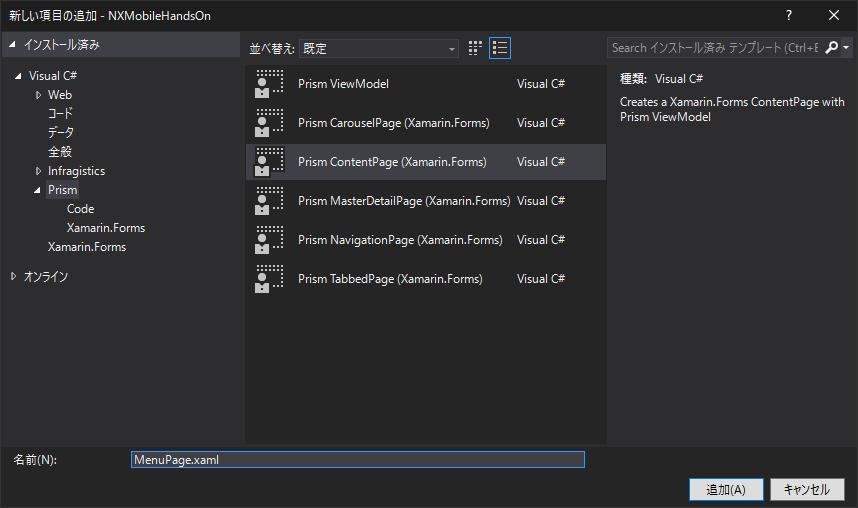 新しい項目の追加 - NXMobileHandsOn
?
インストール済み
並べ替え: 既定
Search インストール済み テンプレート (Ctrl+E
Visual C#
Web
コード
データ
全般
Infragistics
Prism
Code
Xamarin.Forms
Xamarin.Forms
オンライン
Prism ViewModel Visual C#
Prism CarouselPage (Xamarin.Forms) Visual C#
Prism ContentPage (Xamarin.Forms) Visual C#
Prism MasterDetailPage (Xamarin.Forms) Visual C#
Prism NavigationPage (Xamarin.Forms) Visual C#
Prism TabbedPage (Xamarin.Forms) Visual C#
種類: Visual C#
Creates a Xamarin.Forms ContentPage with
Prism ViewModel
名前(N): MenuPage.xaml
追加(A) キャンセル